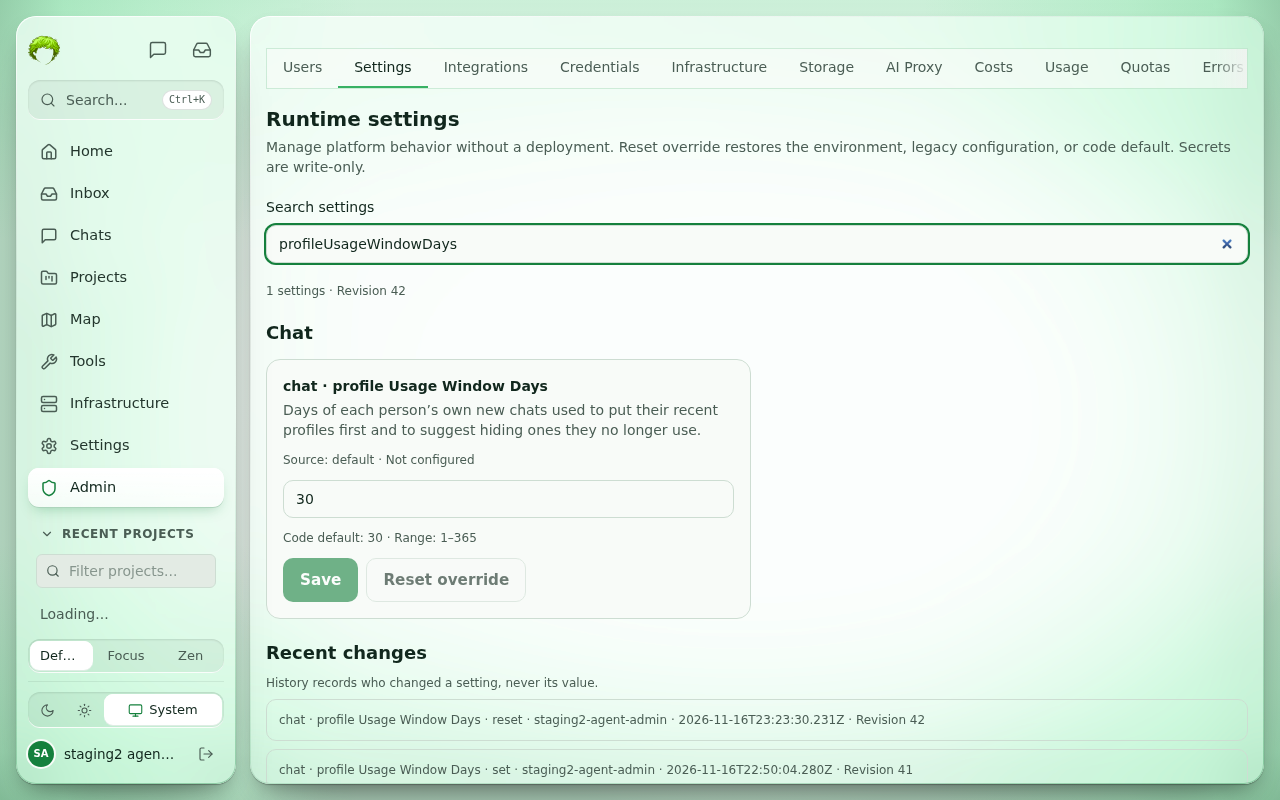 Search...
Ctrl+K
Home
Inbox
Chats
Projects
Map
Tools
Infrastructure
Settings
Admin
RECENT PROJECTS
Filter projects...
Loading...
Def...
Focus
Zen
System
SA
staging2 agen...
Users
Settings
Integrations
Credentials
Infrastructure
Storage
AI Proxy
Costs
Usage
Quotas
Errors
Runtime settings
Manage platform behavior without a deployment. Reset override restores the environment, legacy configuration, or code default. Secrets
are write-only.
Search settings
profileUsageWindowDays
1 settings · Revision 42
Chat
chat · profile Usage Window Days
Days of each person’s own new chats used to put their recent
profiles first and to suggest hiding ones they no longer use.
Source: default · Not configured
30
Code default: 30 · Range: 1–365
Save
Reset override
Recent changes
History records who changed a setting, never its value.
chat · profile Usage Window Days · reset · staging2-agent-admin · 2026-11-16T23:23:30.231Z · Revision 42
chat · profile Usage Window Days · set · staging2-agent-admin · 2026-11-16T22:50:04.280Z · Revision 41